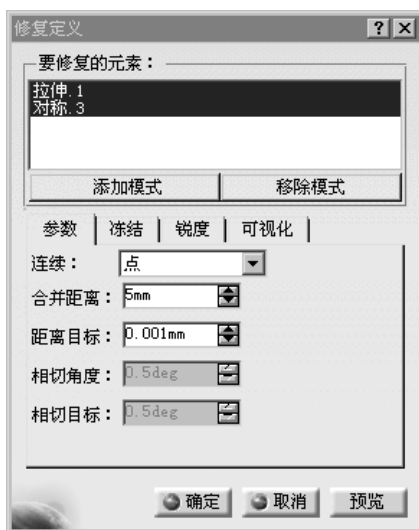 修复定义
要修复的元素：
拉伸.1
对称.3
添加模式 移除模式
参数 冻结 锐度 可视化
连续： 点
合并距离： 5mm
距离目标： 0.001mm
相切角度： 0.5deg
相切目标： 0.5deg
确定 取消 预览